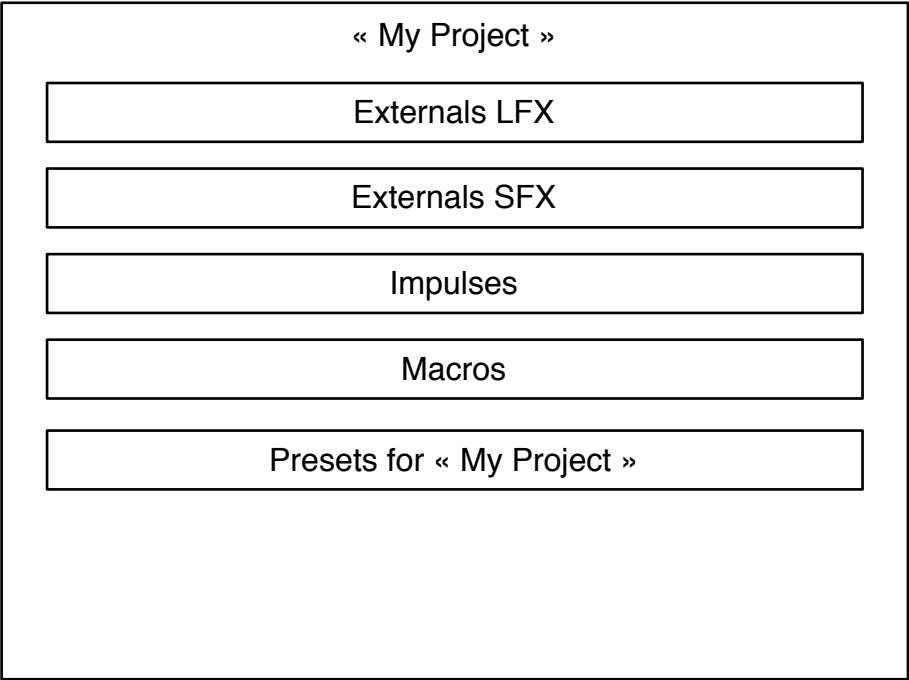 « My Project »
Externals LFX
Externals SFX
Impulses
Macros
Presets for « My Project »